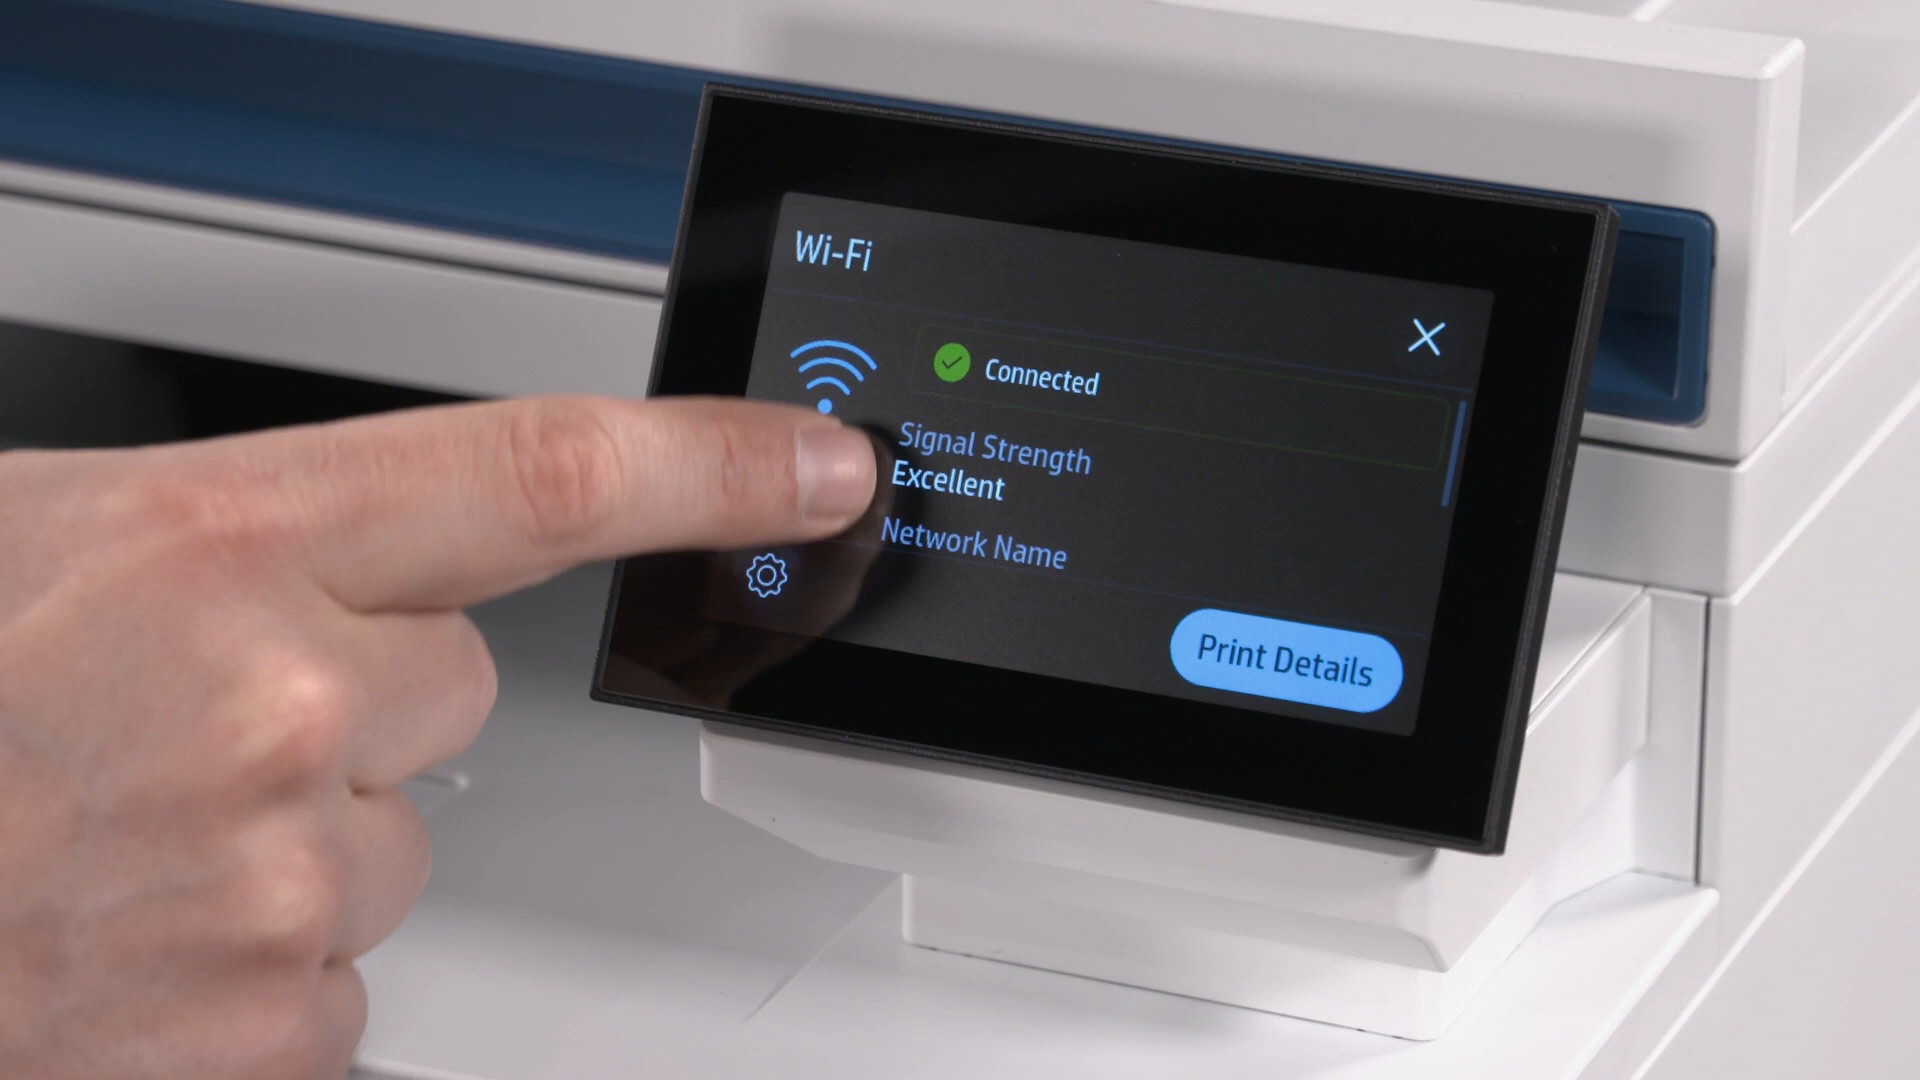 Wi-Fi
Connected
Signal Strength
Excellent
Network Name
Print Details